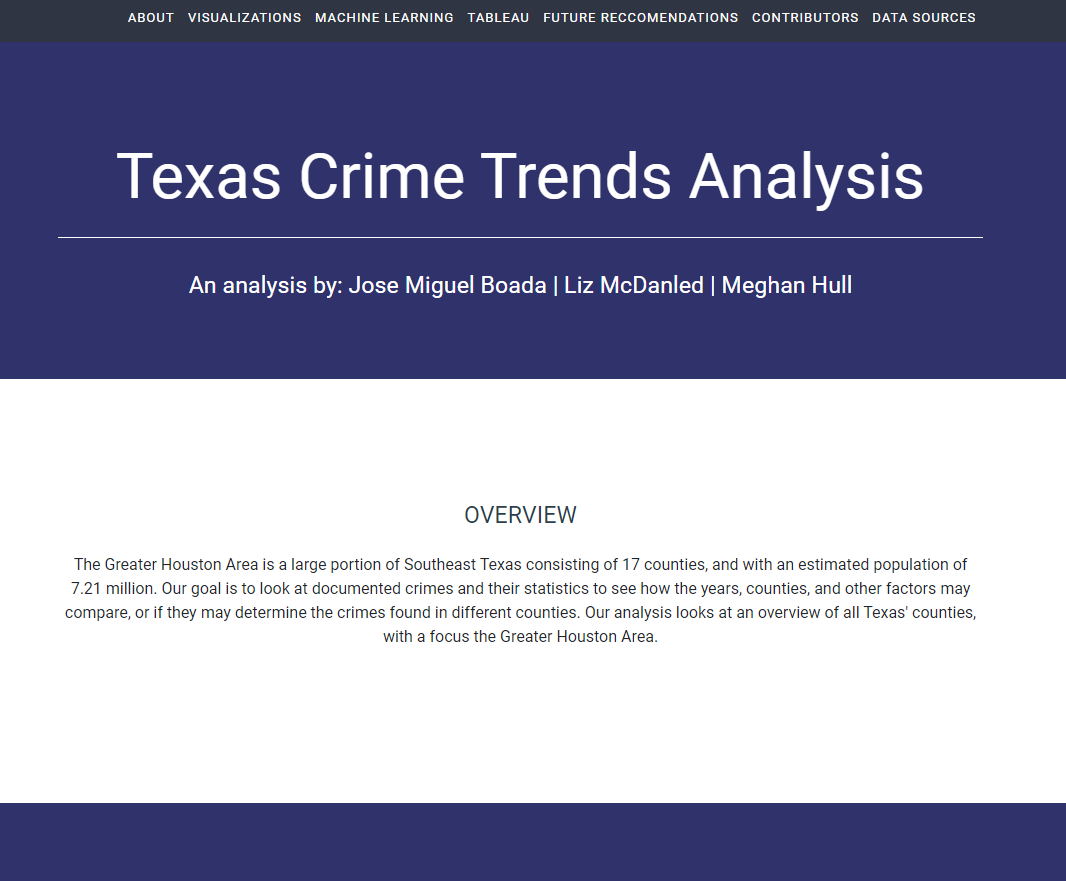 ABOUT VISUALIZATIONS MACHINE LEARNING TABLEAU FUTURE RECCOMENDATIONS CONTRIBUTORS DATA SOURCES
Texas Crime Trends Analysis
An analysis by: Jose Miguel Boada | Liz McDanled | Meghan Hull
OVERVIEW
The Greater Houston Area is a large portion of Southeast Texas consisting of 17 counties, and with an estimated population of
7.21 million. Our goal is to look at documented crimes and their statistics to see how the years, counties, and other factors may
compare, or if they may determine the crimes found in different counties. Our analysis looks at an overview of all Texas' counties,
with a focus the Greater Houston Area.